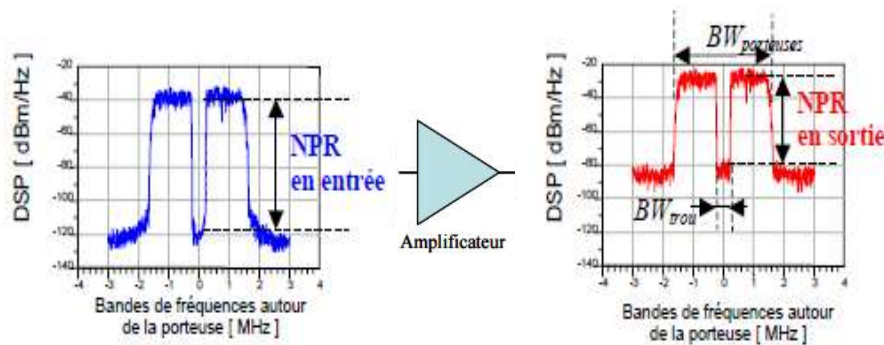 DSP [ dBm/Hz]
-20
-40
-60
-80
-100
-120
-140
-4
-3
-2
-1
0
1
2
3
4
NPR
en entrée
Bandes de fréquences autour
de la porteuse [ MHz ]
Amplificateur
BWporteuses
DSP [ dBm/Hz]
-20
-40
-60
-80
-100
-120
-140
-4
-3
-2
-1
0
1
2
3
4
NPR
en sortie
BWtrou
Bandes de fréquences autour
de la porteuse [ MHz ]